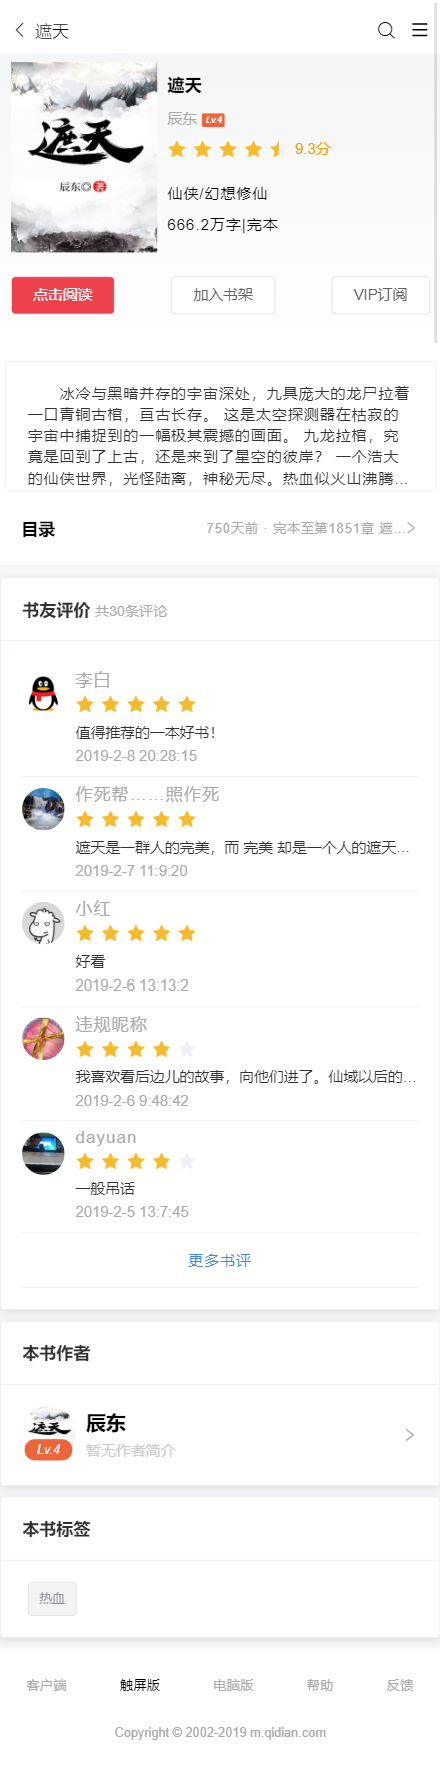 遮天
遮天
辰东◎著
遮天
辰东 Lv.4
9.3分
仙侠/幻想修仙
666.2万字|完本
点击阅读 加入书架 VIP订阅
冰冷与黑暗并存的宇宙深处，九具庞大的龙尸拉着
一口青铜古棺，亘古长存。 这是太空探测器在枯寂的
宇宙中捕捉到的一幅极其震撼的画面。 九龙拉棺，究
竟是回到了上古，还是来到了星空的彼岸？ 一个浩大
的仙侠世界，光怪陆离，神秘无尽。热血似火山沸腾...
目录 750天前 · 完本至第1851章 遮...
书友评价 共30条评论
李白
值得推荐的一本好书！
2019-2-8 20:28:15
作死帮……照作死
遮天是一群人的完美，而 完美 却是一个人的遮天...
2019-2-7 11:9:20
小红
好看
2019-2-6 13:13:2
违规昵称
我喜欢看后边儿的故事，向他们进了。仙域以后的...
2019-2-6 9:48:42
dayuan
一般吊话
2019-2-5 13:7:45
更多书评
本书作者
遮天
Lv.4
辰东
暂无作者简介
本书标签
热血
客户端 触屏版 电脑版 帮助 反馈
Copyright © 2002-2019 m.qidian.com